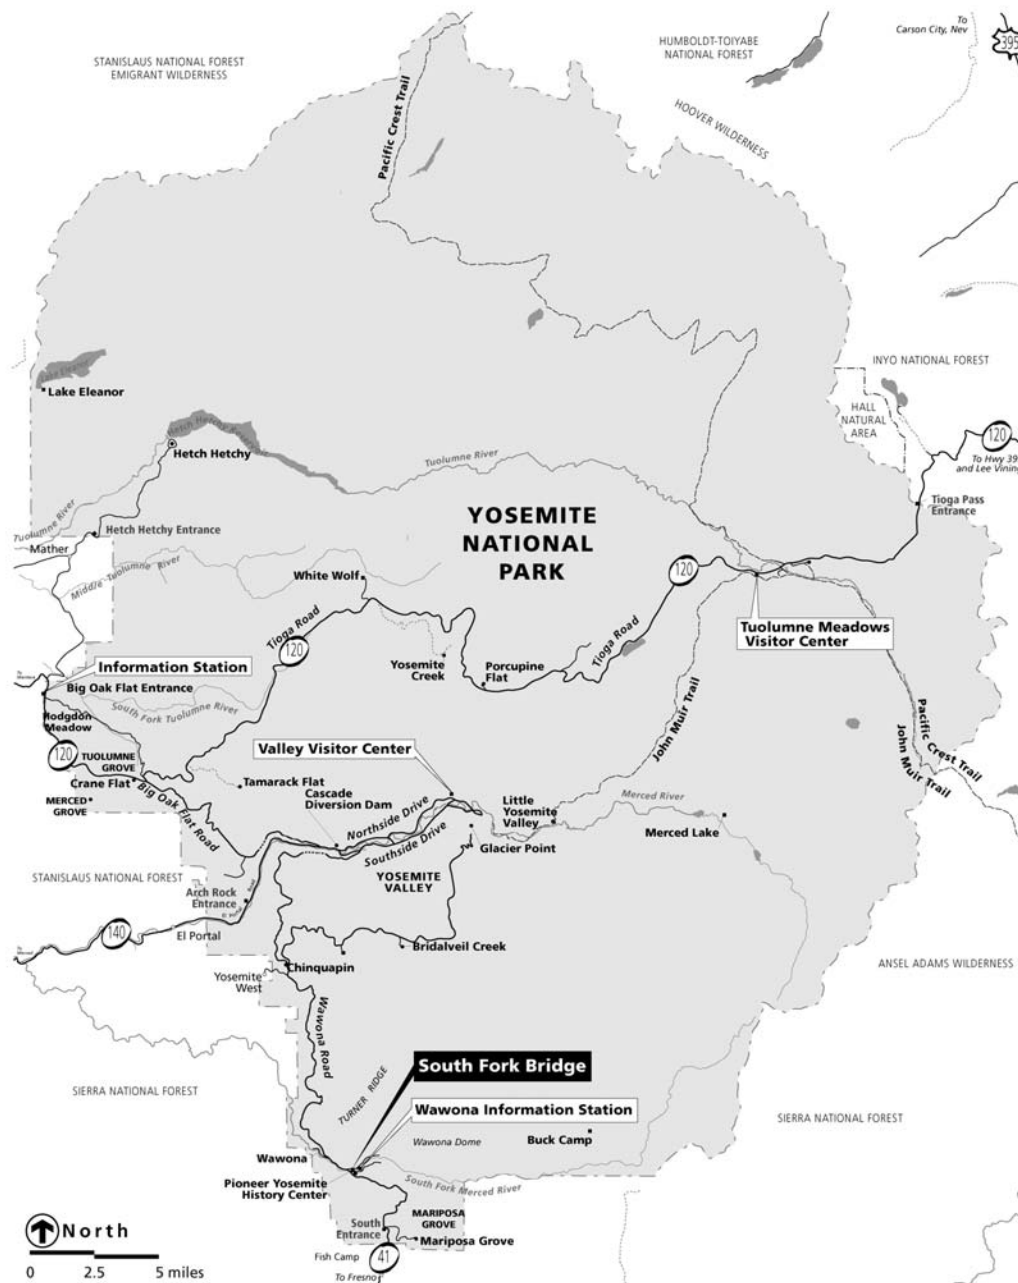 To
Carson City, Nev
395
HUMBOLDT-TOIYABE
NATIONAL FOREST
STANISLAUS NATIONAL FOREST
EMIGRANT WILDERNESS
Pacific Crest Trail
HOOVER WILDERNESS
INYO NATIONAL FOREST
Lake Eleanor
Lake Eleanor
HALL
NATURAL
AREA
120
To Hwy 39
and Lee Vining
Hetch Hetchy Reservoir
Hetch Hetchy
Tuolumne River
Tioga Pass
Entrance
YOSEMITE
NATIONAL
PARK
Tuolumne River
Hetch Hetchy Entrance
Mather
Middle Tuolumne River
White Wolf
120
Tioga Road
120
Tioga Road
Tuolumne Meadows
Visitor Center
Yosemite
Creek
Porcupine
Flat
Information Station
Big Oak Flat Entrance
South Fork Tuolumne River
Hodgdon
Meadow
John Muir Trail
Pacific Crest Trail
John Muir Trail
120
TUOLUMNE
GROVE
Valley Visitor Center
Crane Flat
Tamarack Flat
Cascade
Diversion Dam
MERCED
GROVE
Big Oak Flat Road
Northside Drive
Southside Drive
Little
Yosemite
Valley
Merced River
Merced Lake
Glacier Point
YOSEMITE
VALLEY
STANISLAUS NATIONAL FOREST
Arch Rock
Entrance
El Portal Road
El Portal
140
Bridalveil Creek
Chinquapin
Yosemite
West
ANSEL ADAMS WILDERNESS
Wawona Road
South Fork Bridge
TURNER RIDGE
SIERRA NATIONAL FOREST
Wawona Information Station
SIERRA NATIONAL FOREST
Wawona Dome
Buck Camp
Wawona
Pioneer Yosemite
History Center
South Fork Merced River
MARIPOSA
GROVE
South
Entrance
Mariposa Grove
Fish Camp
41
To Fresno
North
0 2.5 5 miles